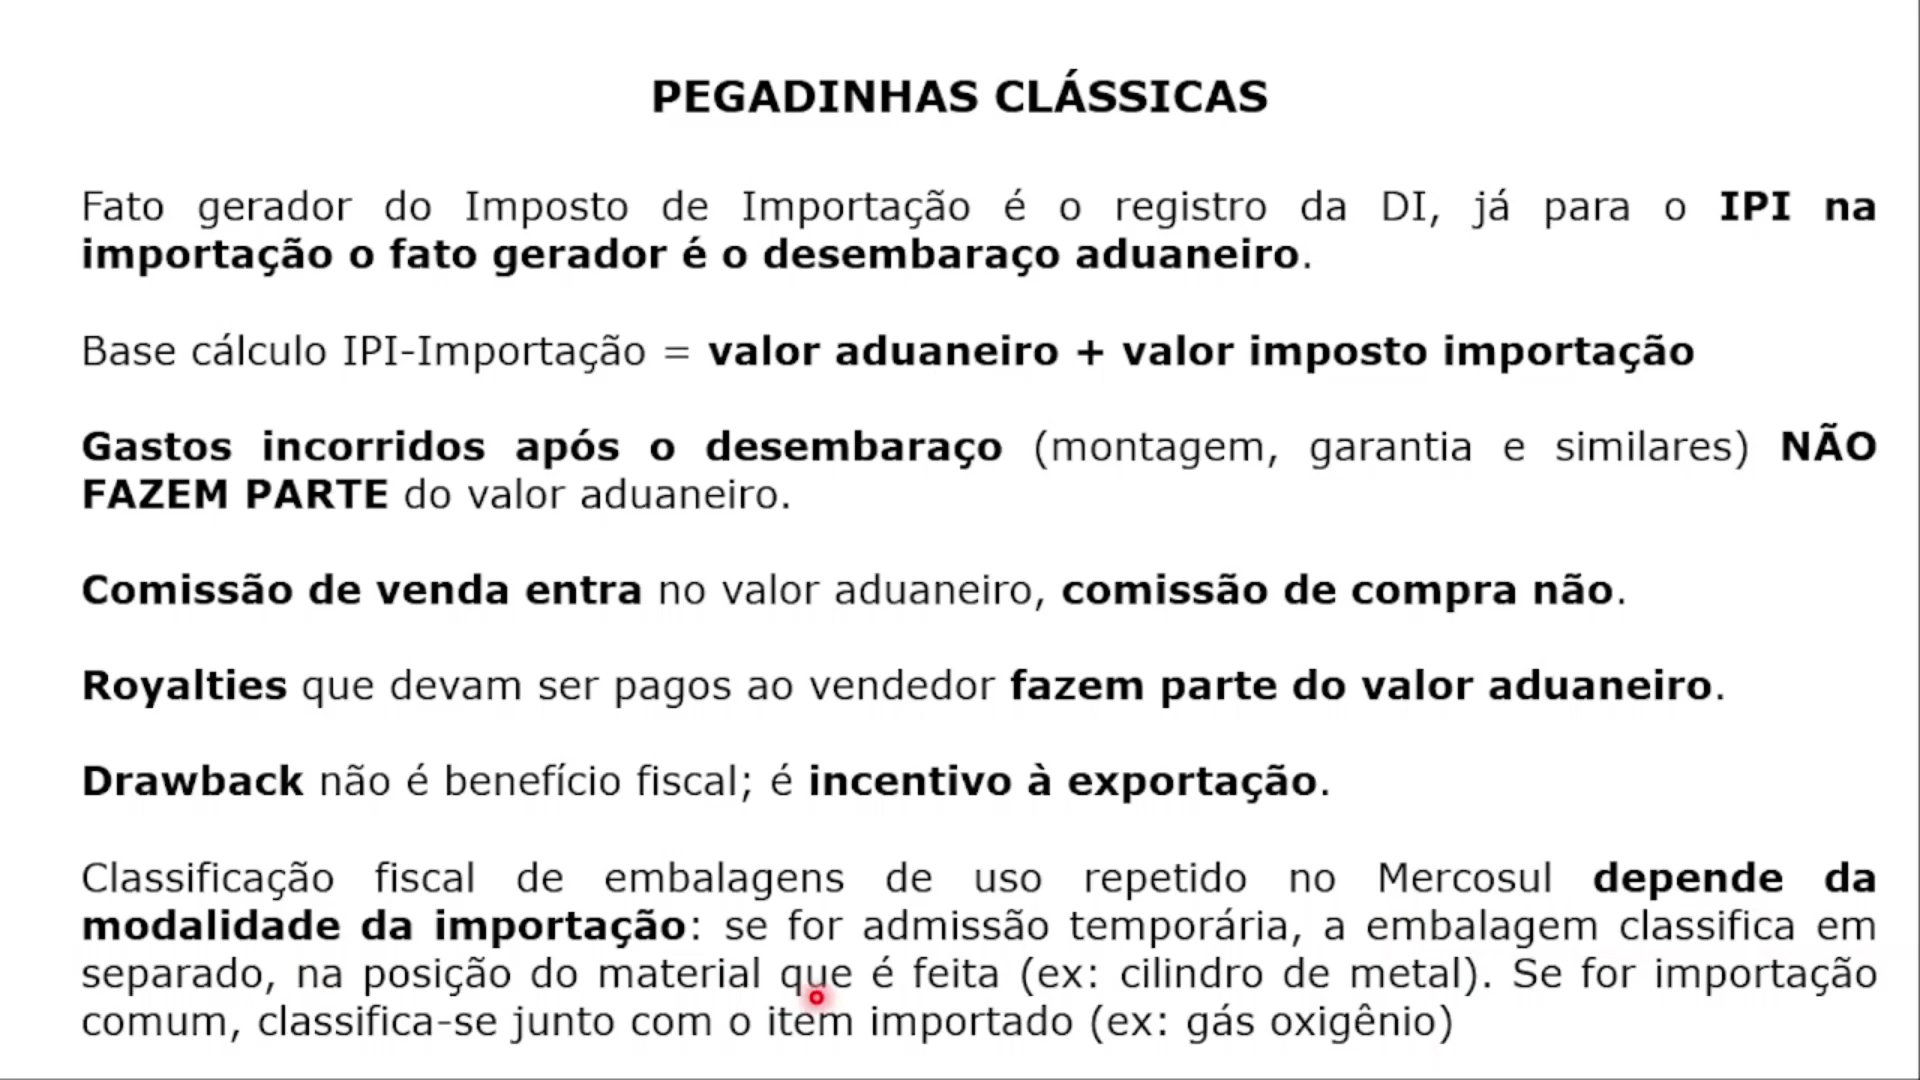 PEGADINHAS CLÁSSICAS
Fato gerador do Imposto de Importação é o registro da DI, já para o IPI na
importação o fato gerador é o desembaraço aduaneiro.
Base cálculo IPI-Importação = valor aduaneiro + valor imposto importação
Gastos incorridos após o desembaraço (montagem, garantia e similares) NÃO
FAZEM PARTE do valor aduaneiro.
Comissão de venda entra no valor aduaneiro, comissão de compra não.
Royalties que devam ser pagos ao vendedor fazem parte do valor aduaneiro.
Drawback não é benefício fiscal; é incentivo à exportação.
Classificação fiscal de embalagens de uso repetido no Mercosul depende da
modalidade da importação: se for admissão temporária, a embalagem classifica em
separado, na posição do material que é feita (ex: cilindro de metal). Se for importação
comum, classifica-se junto com o item importado (ex: gás oxigênio)